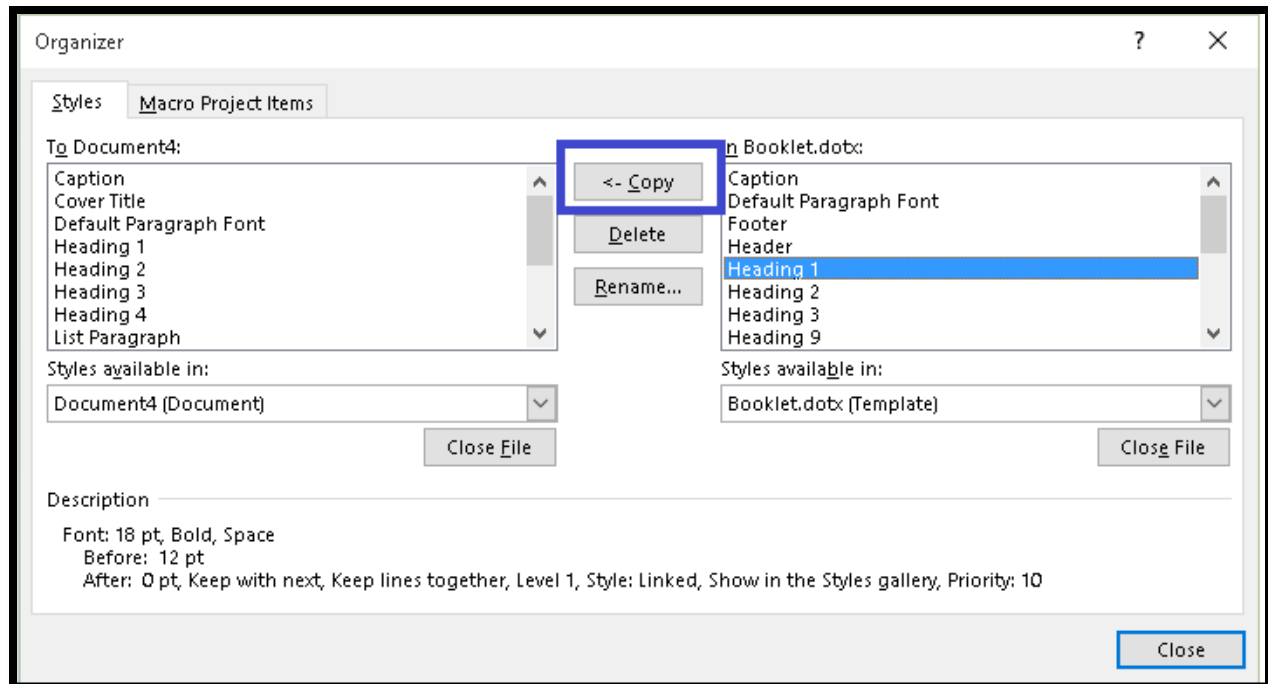 Organizer
?
Styles
Macro Project Items
To Document4:
Caption
Cover Title
Default Paragraph Font
Heading 1
Heading 2
Heading 3
Heading 4
List Paragraph
<- Copy
Delete
Rename...
n Booklet.dotx:
Caption
Default Paragraph Font
Footer
Header
Heading 1
Heading 2
Heading 3
Heading 9
Styles available in:
Document4 (Document)
Close File
Styles available in:
Booklet.dotx (Template)
Close File
Description
Font: 18 pt, Bold, Space
Before: 12 pt
After: 0 pt, Keep with next, Keep lines together, Level 1, Style: Linked, Show in the Styles gallery, Priority: 10
Close